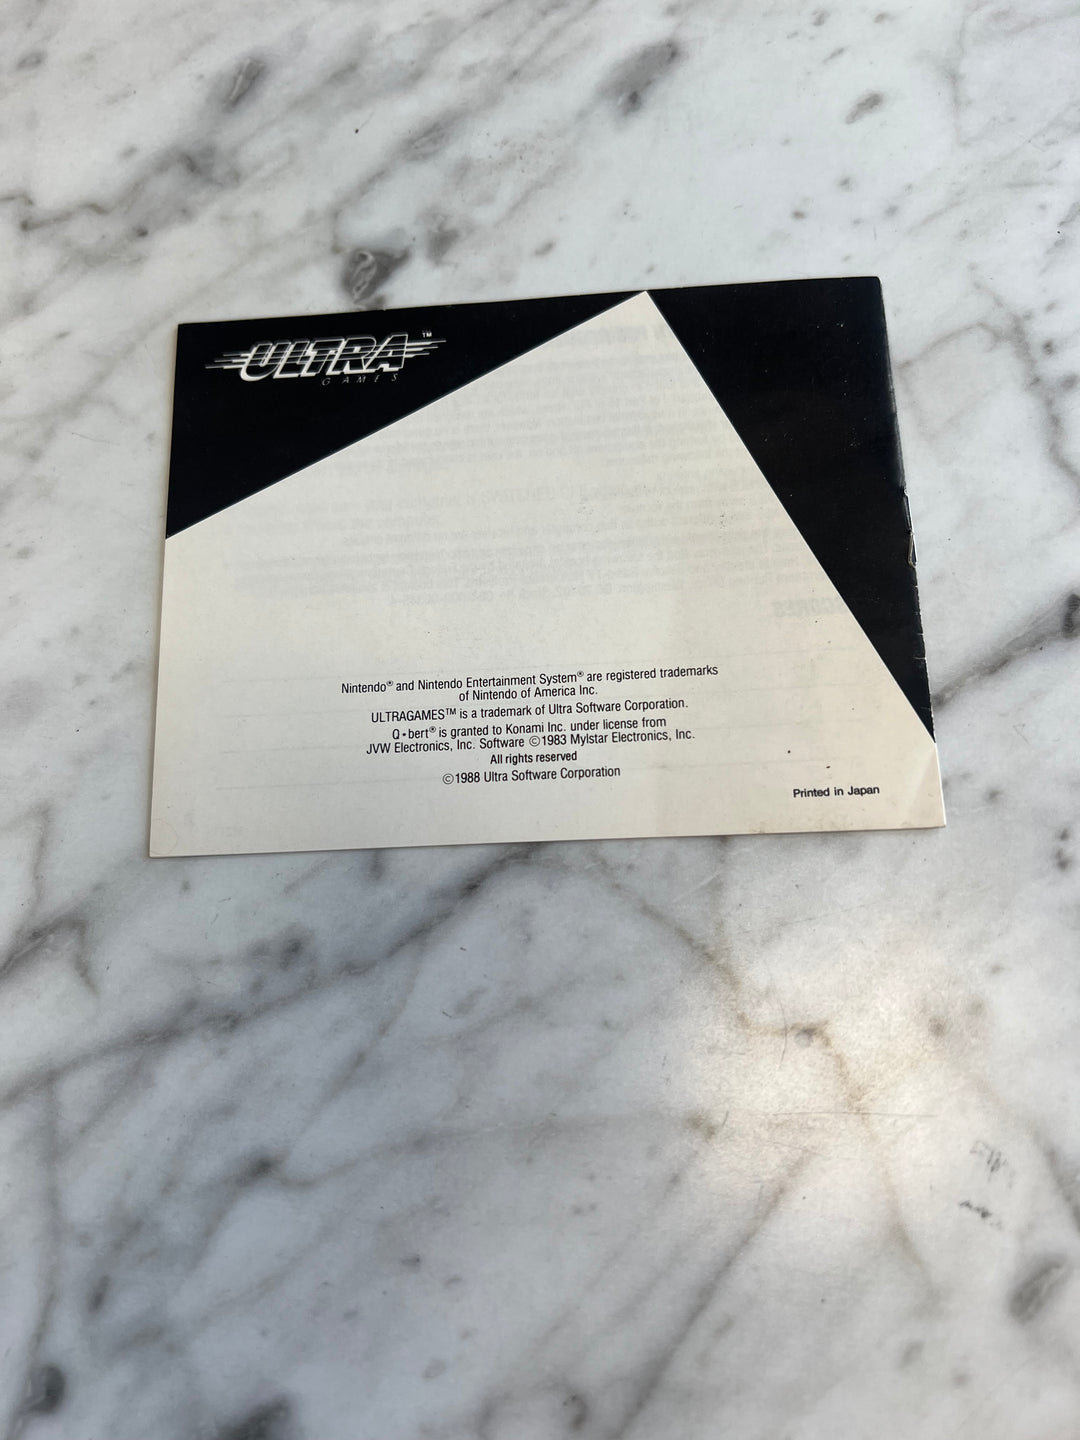 ULTRA™
GAMES
Nintendo® and Nintendo Entertainment System® are registered trademarks
of Nintendo of America Inc.
ULTRAGAMES™ is a trademark of Ultra Software Corporation.
Q•bert® is granted to Konami Inc. under license from
JVW Electronics, Inc. Software ©1983 Mylstar Electronics, Inc.
All rights reserved
©1988 Ultra Software Corporation
Printed in Japan